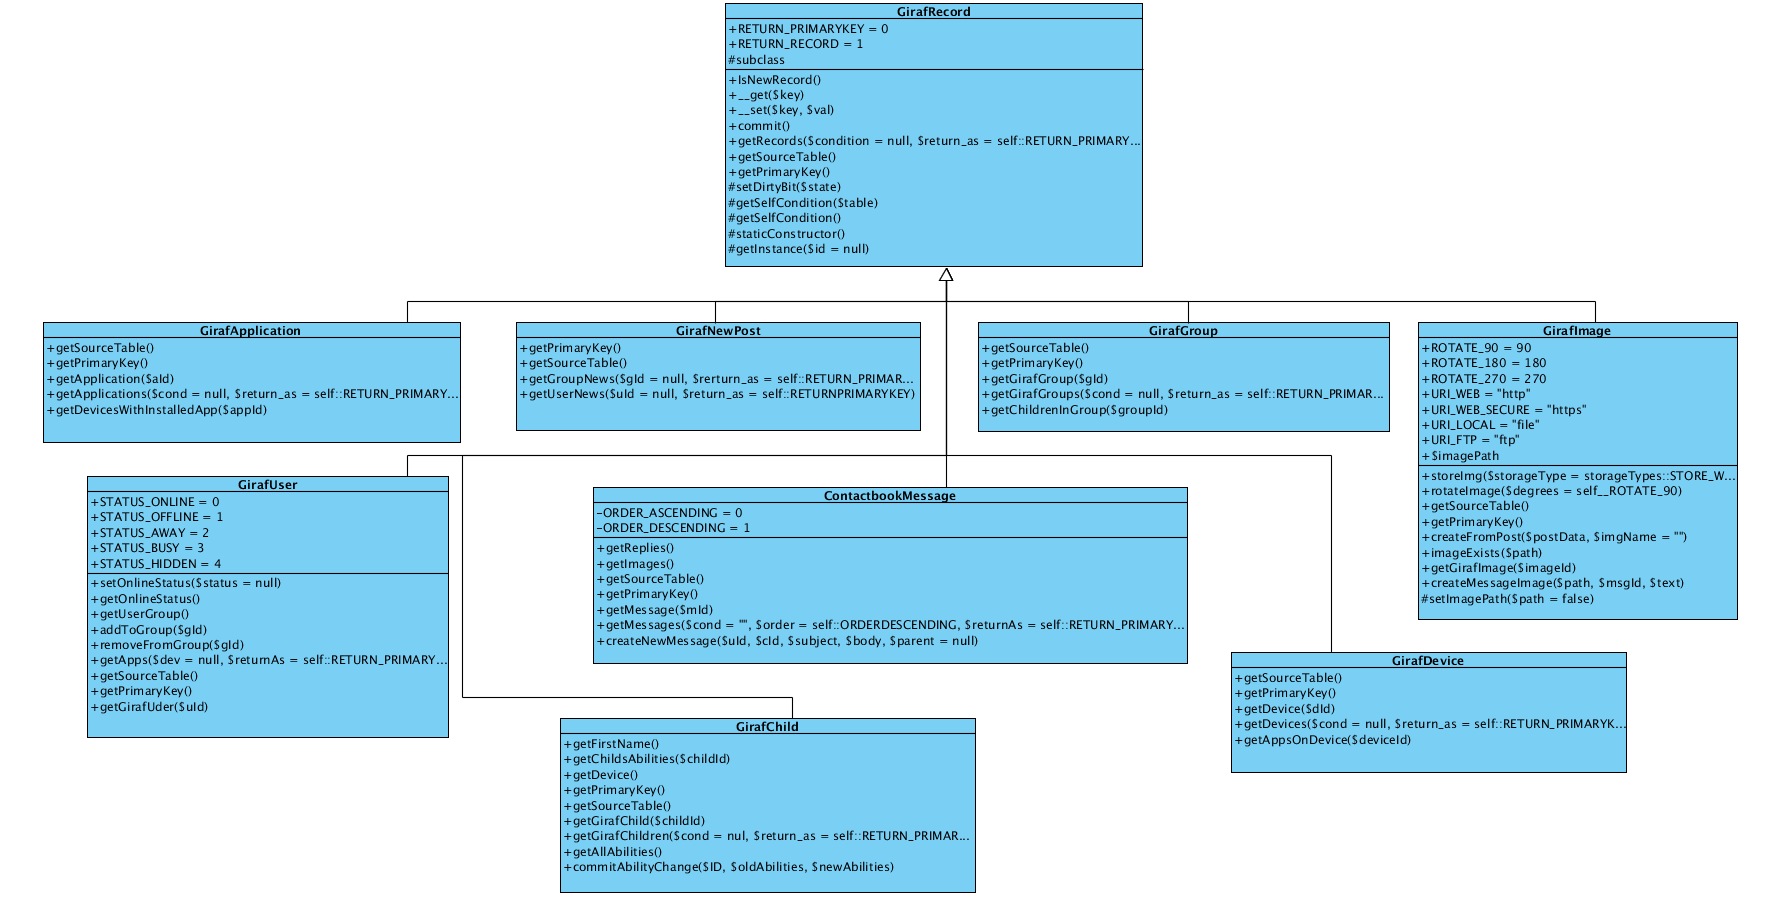 GirafRecord
+RETURN_PRIMARYKEY = 0
+RETURN_RECORD = 1
#subclass
+IsNewRecord()
+__get($key)
+__set($key, $val)
+commit()
+getRecords($condition = null, $return_as = self::RETURN_PRIMARY...
+getSourceTable()
+getPrimaryKey()
#setDirtyBit($state)
#getSelfCondition($table)
#getSelfCondition()
#staticConstructor()
#getInstance($id = null)
GirafApplication
+getSourceTable()
+getPrimaryKey()
+getApplication($aId)
+getApplications($cond = null, $return_as = self::RETURN_PRIMARY...
+getDevicesWithInstalledApp($appId)
GirafNewPost
+getPrimaryKey()
+getSourceTable()
+getGroupNews($gId = null, $rerturn_as = self::RETURN_PRIMAR...
+getUserNews($uId = null, $return_as = self::RETURNPRIMARYKEY)
GirafGroup
+getSourceTable()
+getPrimaryKey()
+getGirafGroup($gId)
+getGirafGroups($cond = null, $return_as = self::RETURN_PRIMAR...
+getChildrenInGroup($groupId)
GirafImage
+ROTATE_90 = 90
+ROTATE_180 = 180
+ROTATE_270 = 270
+URI_WEB = "http"
+URI_WEB_SECURE = "https"
+URI_LOCAL = "file"
+URI_FTP = "ftp"
+$imagePath
+storeImg($storageType = storageTypes::STORE_W...
+rotateImage($degrees = self__ROTATE_90)
+getSourceTable()
+getPrimaryKey()
+createFromPost($postData, $imgName = "")
+imageExists($path)
+getGirafImage($imageId)
+createMessageImage($path, $msgId, $text)
#setImagePath($path = false)
GirafUser
+STATUS_ONLINE = 0
+STATUS_OFFLINE = 1
+STATUS_AWAY = 2
+STATUS_BUSY = 3
+STATUS_HIDDEN = 4
+setOnlineStatus($status = null)
+getOnlineStatus()
+getUserGroup()
+addToGroup($gId)
+removeFromGroup($gId)
+getApps($dev = null, $returnAs = self::RETURN_PRIMARY...
+getSourceTable()
+getPrimaryKey()
+getGirafUder($uId)
ContactbookMessage
-ORDER_ASCENDING = 0
-ORDER_DESCENDING = 1
+getReplies()
+getImages()
+getSourceTable()
+getPrimaryKey()
+getMessage($mId)
+getMessages($cond = "", $order = self::ORDERDESCENDING, $returnAs = self::RETURN_PRIMARY...
+createNewMessage($uId, $cId, $subject, $body, $parent = null)
GirafDevice
+getSourceTable()
+getPrimaryKey()
+getDevice($dId)
+getDevices($cond = null, $return_as = self::RETURN_PRIMARYK...
+getAppsOnDevice($deviceId)
GirafChild
+getFirstName()
+getChildsAbilities($childId)
+getDevice()
+getPrimaryKey()
+getSourceTable()
+getGirafChild($childId)
+getGirafChildren($cond = nul, $return_as = self::RETURN_PRIMAR...
+getAllAbilities()
+commitAbilityChange($ID, $oldAbilities, $newAbilities)